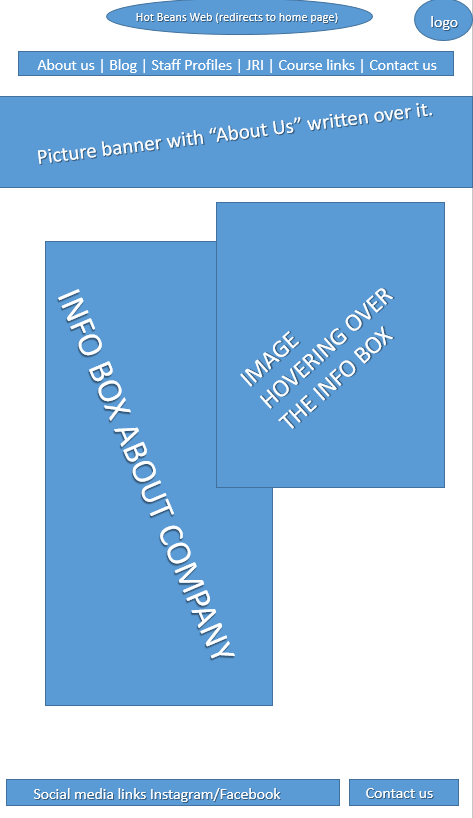 Hot Beans Web (redirects to home page)
logo
About us | Blog | Staff Profiles | JRI | Course links | Contact us
Picture banner with “About Us” written over it.
IMAGE
HOVERING OVER
THE INFO BOX
INFO BOX ABOUT COMPANY
Social media links Instagram/Facebook
Contact us